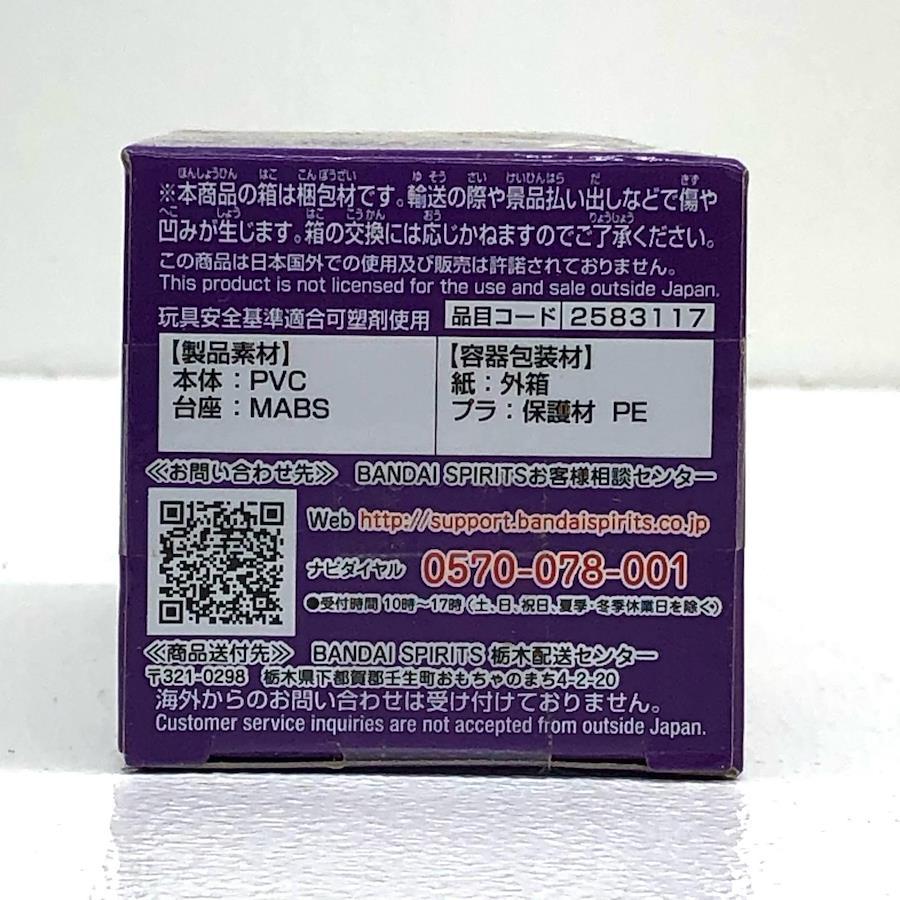 ※本商品の箱は梱包材です。輸送の際や景品払い出しなどで傷や
凹みが生じます。箱の交換には応じかねますのでご了承ください。
この商品は日本国外での使用及び販売は許諾されておりません。
This product is not licensed for the use and sale outside Japan.
玩具安全基準適合可塑剤使用 品目コード 2583117
【製品素材】
本体：PVC
台座：MABS
【容器包装材】
紙：外箱
プラ：保護材 PE
≪お問い合わせ先≫ BANDAI SPIRITSお客様相談センター
Web http://support.bandaispirits.co.jp
ナビダイヤル 0570-078-001
●受付時間 10時～17時（土、日、祝日、夏季・冬季休業日を除く）
≪商品送付先≫ BANDAI SPIRITS 栃木配送センター
〒321-0298 栃木県下都賀郡壬生町おもちゃのまち4-2-20
海外からのお問い合わせは受け付けておりません。
Customer service inquiries are not accepted from outside Japan.